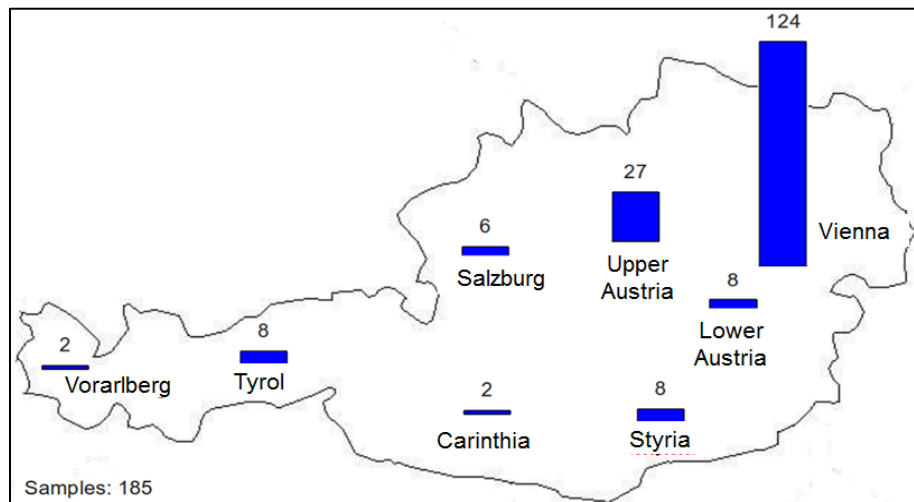 124
27
Vienna
6
Salzburg
Upper
Austria
8
Lower
Austria
2
Vorarlberg
8
Tyrol
2
Carinthia
8
Styria
Samples: 185